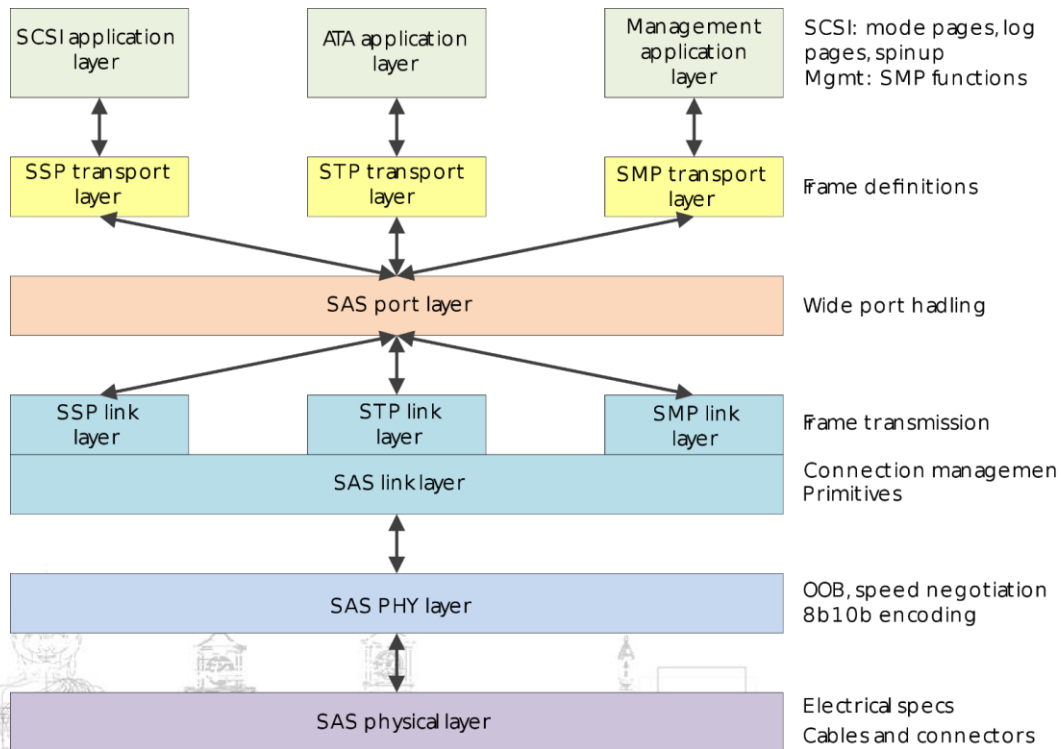 SCSI application
layer
ATA application
layer
Management
application
layer
SCSI: mode pages, log
pages, spinup
Mgmt: SMP functions
SSP transport
layer
STP transport
layer
SMP transport
layer
Frame definitions
SAS port layer
Wide port hadling
SSP link
layer
STP link
layer
SMP link
layer
Frame transmission
SAS link layer
Connection managemen
Primitives
SAS PHY layer
OOB, speed negotiation
8b10b encoding
SAS physical layer
Electrical specs
Cables and connectors